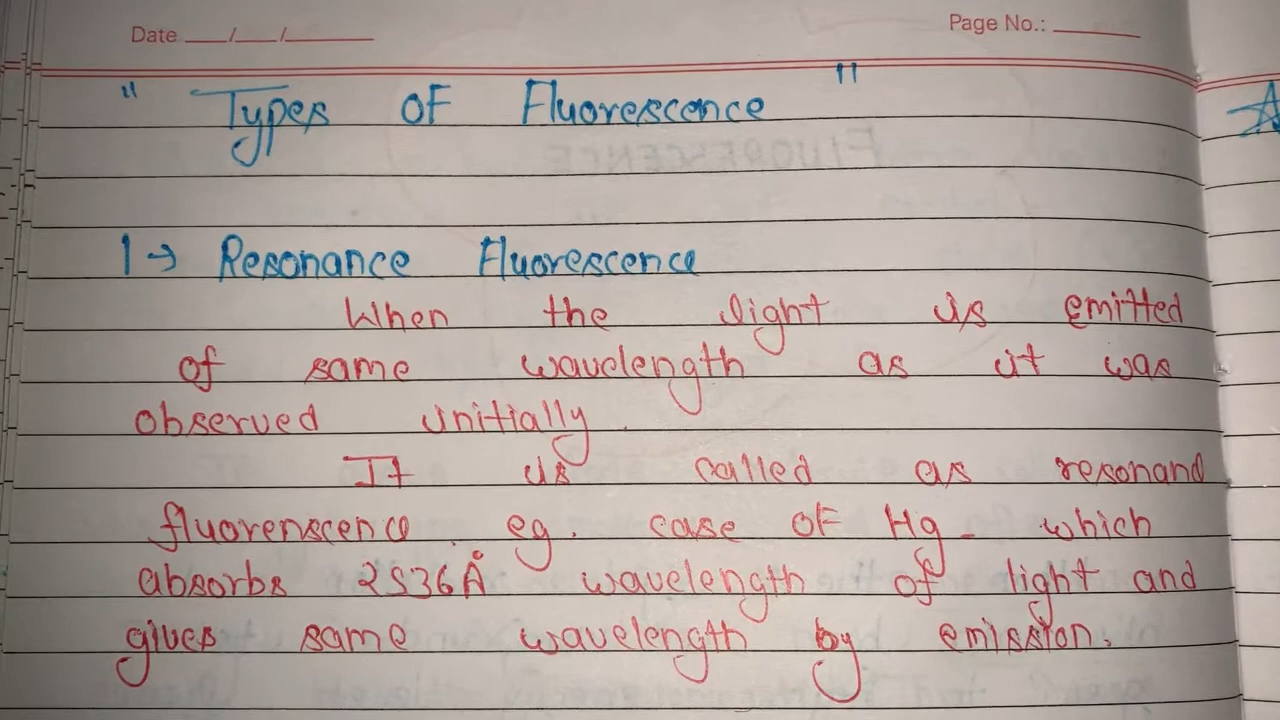 Date ___/___/______ Page No.: ______
" Types OF Fluorescence "
1→ Resonance Fluorescence
When the light is emitted
of same wavelength as it was
observed initially.
It is called as resonand
fluorenscence. eg. case OF Hg - which
absorbs 2536Å wavelength of light and
gives same wavelength by emission.